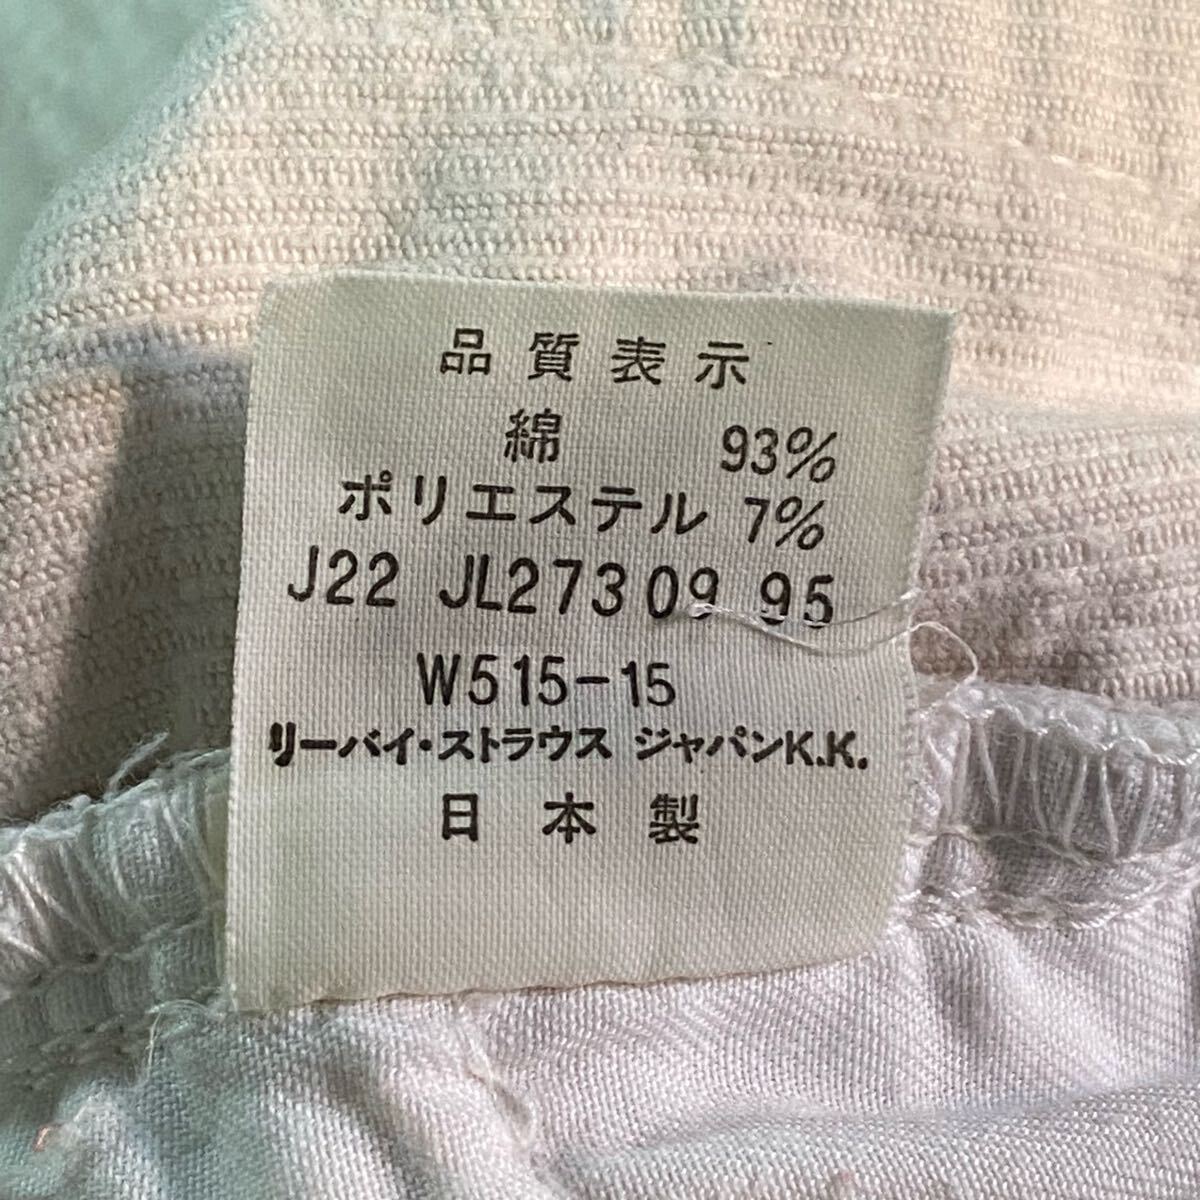 品質表示
綿 93%
ポリエステル 7%
J22 JL27309 95
W515-15
リーバイ・ストラウス ジャパンK.K.
日本製